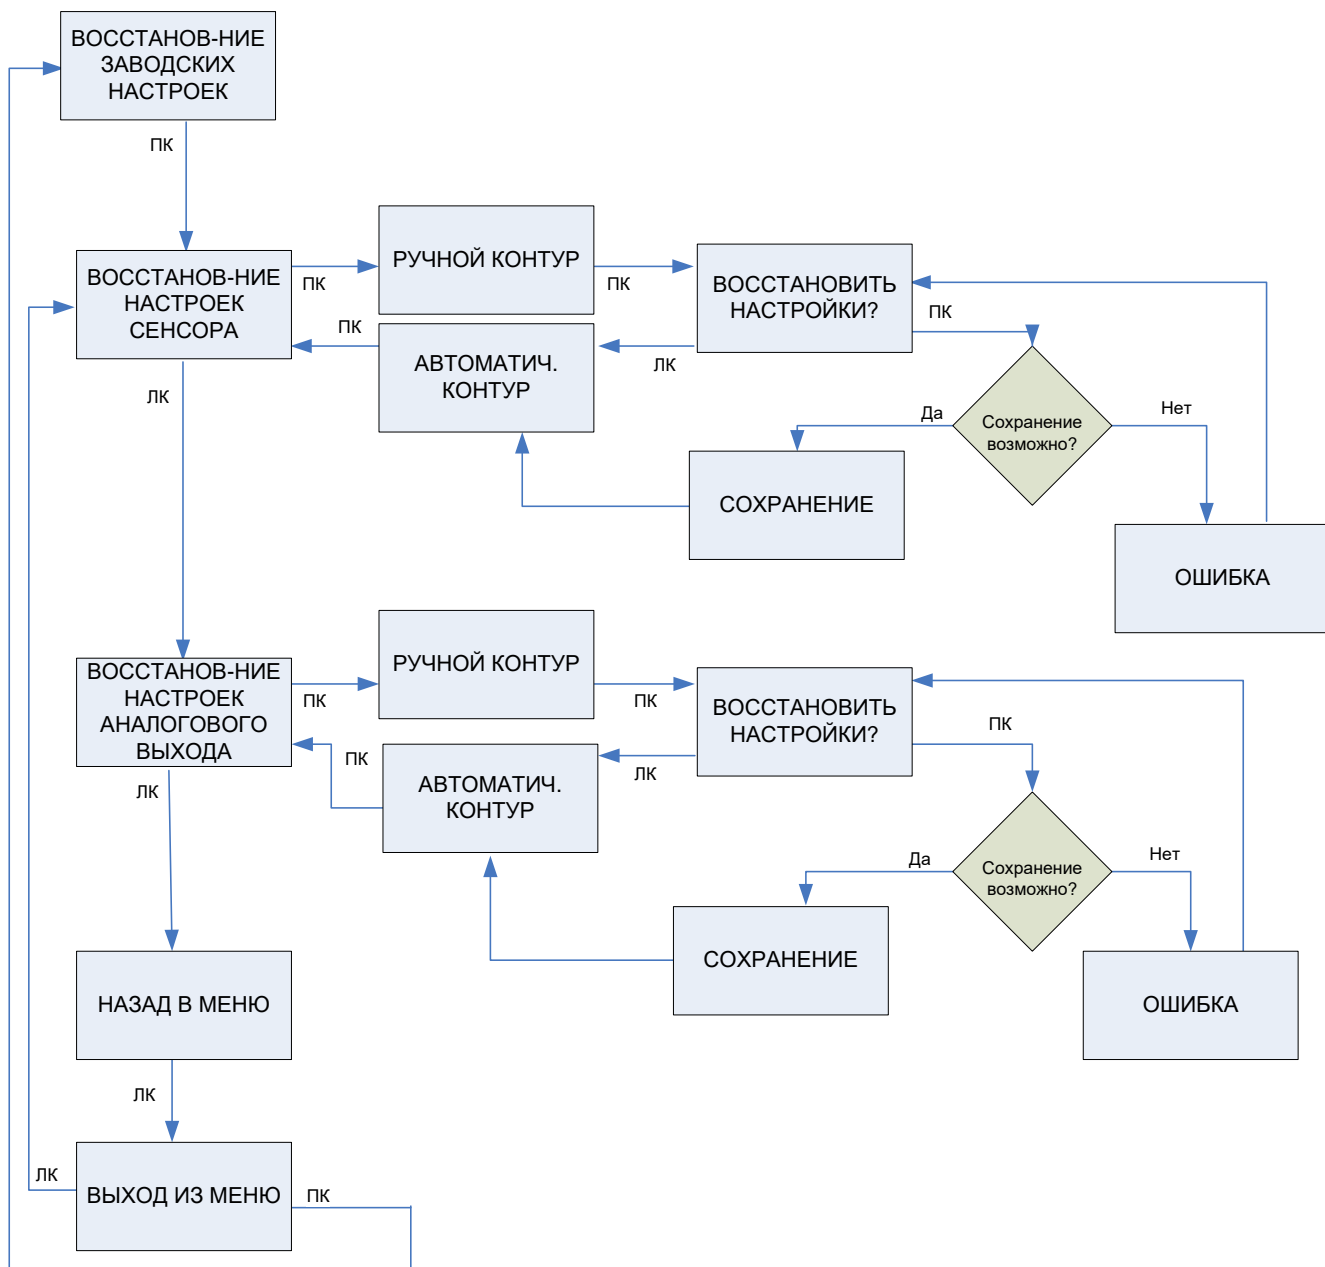 ВОССТАНОВ-НИЕ
ЗАВОДСКИХ
НАСТРОЕК
ПК
ВОССТАНОВ-НИЕ
НАСТРОЕК
СЕНСОРА
ПК
РУЧНОЙ КОНТУР
ПК
ВОССТАНОВИТЬ
НАСТРОЙКИ?
ПК
ПК
АВТОМАТИЧ.
КОНТУР
ЛК
ЛК
Сохранение
возможно?
Да
Нет
СОХРАНЕНИЕ
ОШИБКА
ВОССТАНОВ-НИЕ
НАСТРОЕК
АНАЛОГОВОГО
ВЫХОДА
ПК
РУЧНОЙ КОНТУР
ПК
ВОССТАНОВИТЬ
НАСТРОЙКИ?
ПК
ПК
АВТОМАТИЧ.
КОНТУР
ЛК
ЛК
Сохранение
возможно?
Да
Нет
СОХРАНЕНИЕ
ОШИБКА
НАЗАД В МЕНЮ
ЛК
ЛК
ВЫХОД ИЗ МЕНЮ
ПК